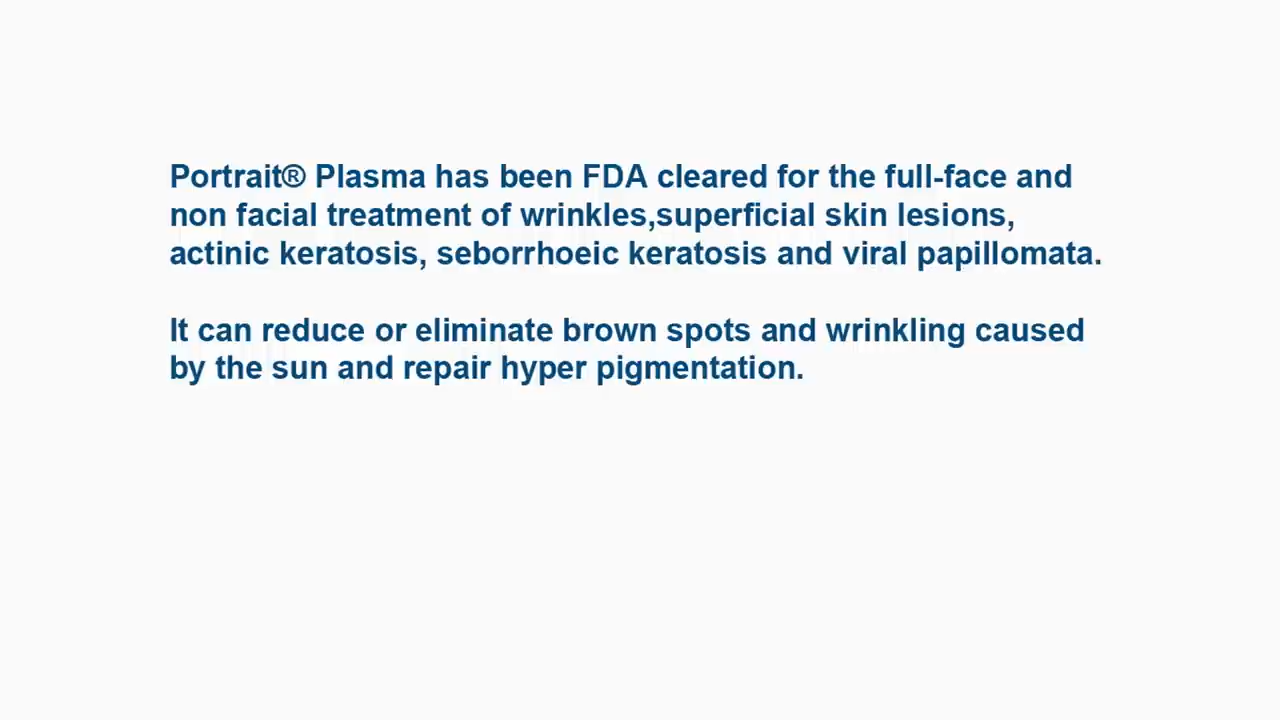 Portrait® Plasma has been FDA cleared for the full-face and
non facial treatment of wrinkles,superficial skin lesions,
actinic keratosis, seborrhoeic keratosis and viral papillomata.
It can reduce or eliminate brown spots and wrinkling caused
by the sun and repair hyper pigmentation.